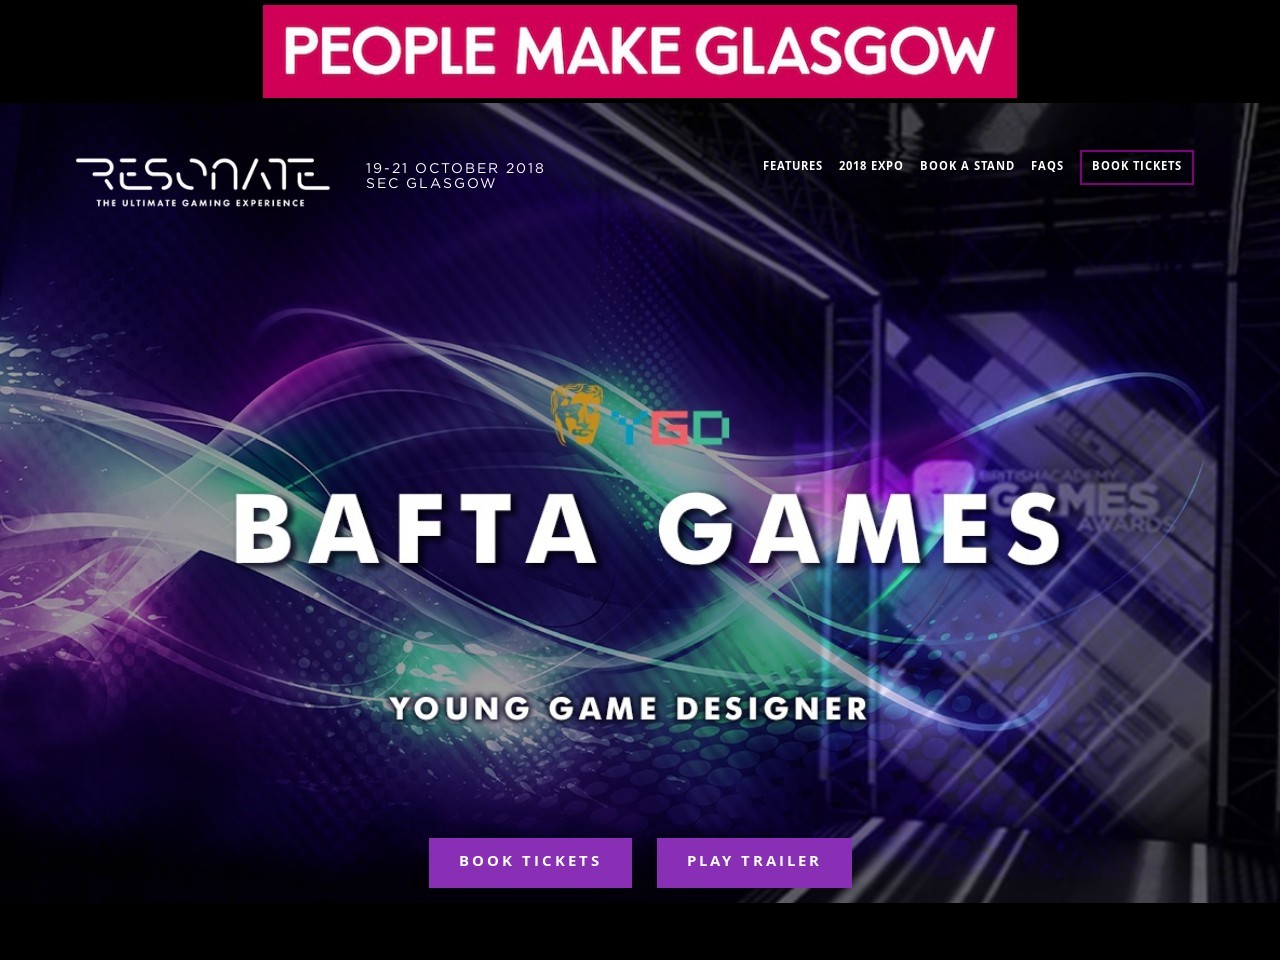 PEOPLE MAKE GLASGOW
RESONATE
THE ULTIMATE GAMING EXPERIENCE
19-21 OCTOBER 2018
SEC GLASGOW
FEATURES 2018 EXPO BOOK A STAND FAQS BOOK TICKETS
YGD
BRITISH ACADEMY
GAMES
AWARDS
BAFTA GAMES
YOUNG GAME DESIGNER
BOOK TICKETS PLAY TRAILER